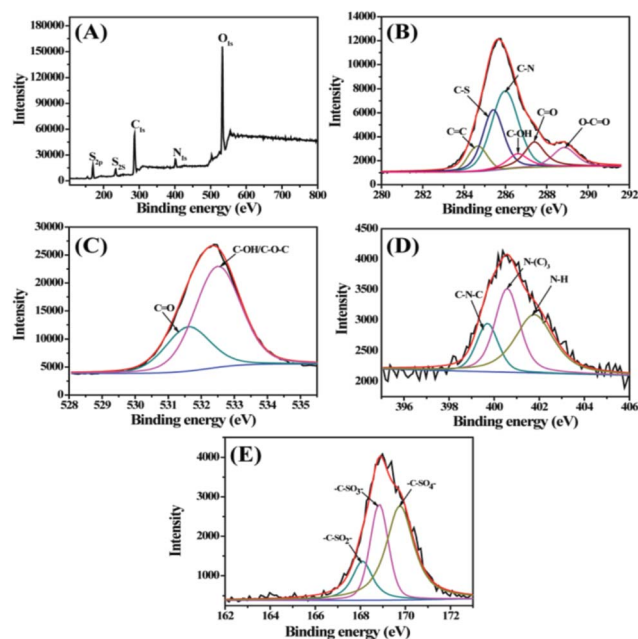 (A)
O1s
C1s
S2p
S2S
N1s
180000
150000
120000
90000
60000
30000
0
100 200 300 400 500 600 700 800
Binding energy (eV)
Intensity
(B)
C-N
C-S
C=C
C-OH
C=O
O-C=O
14000
12000
10000
8000
6000
4000
2000
0
280 282 284 286 288 290 292
Binding energy (eV)
Intensity
(C)
C-OH/C-O-C
C=O
30000
25000
20000
15000
10000
5000
0
528 529 530 531 532 533 534 535
Binding energy (eV)
Intensity
(D)
N-(C)3
C-N-C
N-H
4500
4000
3500
3000
2500
2000
396 398 400 402 404 406
Binding energy (eV)
Intensity
(E)
-C-SO3-
-C-SO4-
-C-SO2-
4000
3000
2000
1000
162 164 166 168 170 172
Binding energy (eV)
Intensity